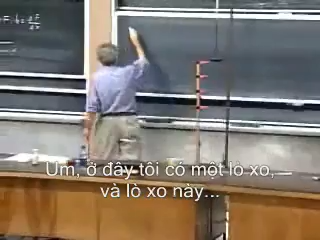 Um, ở đây tôi có một lò xo,
và lò xo này...